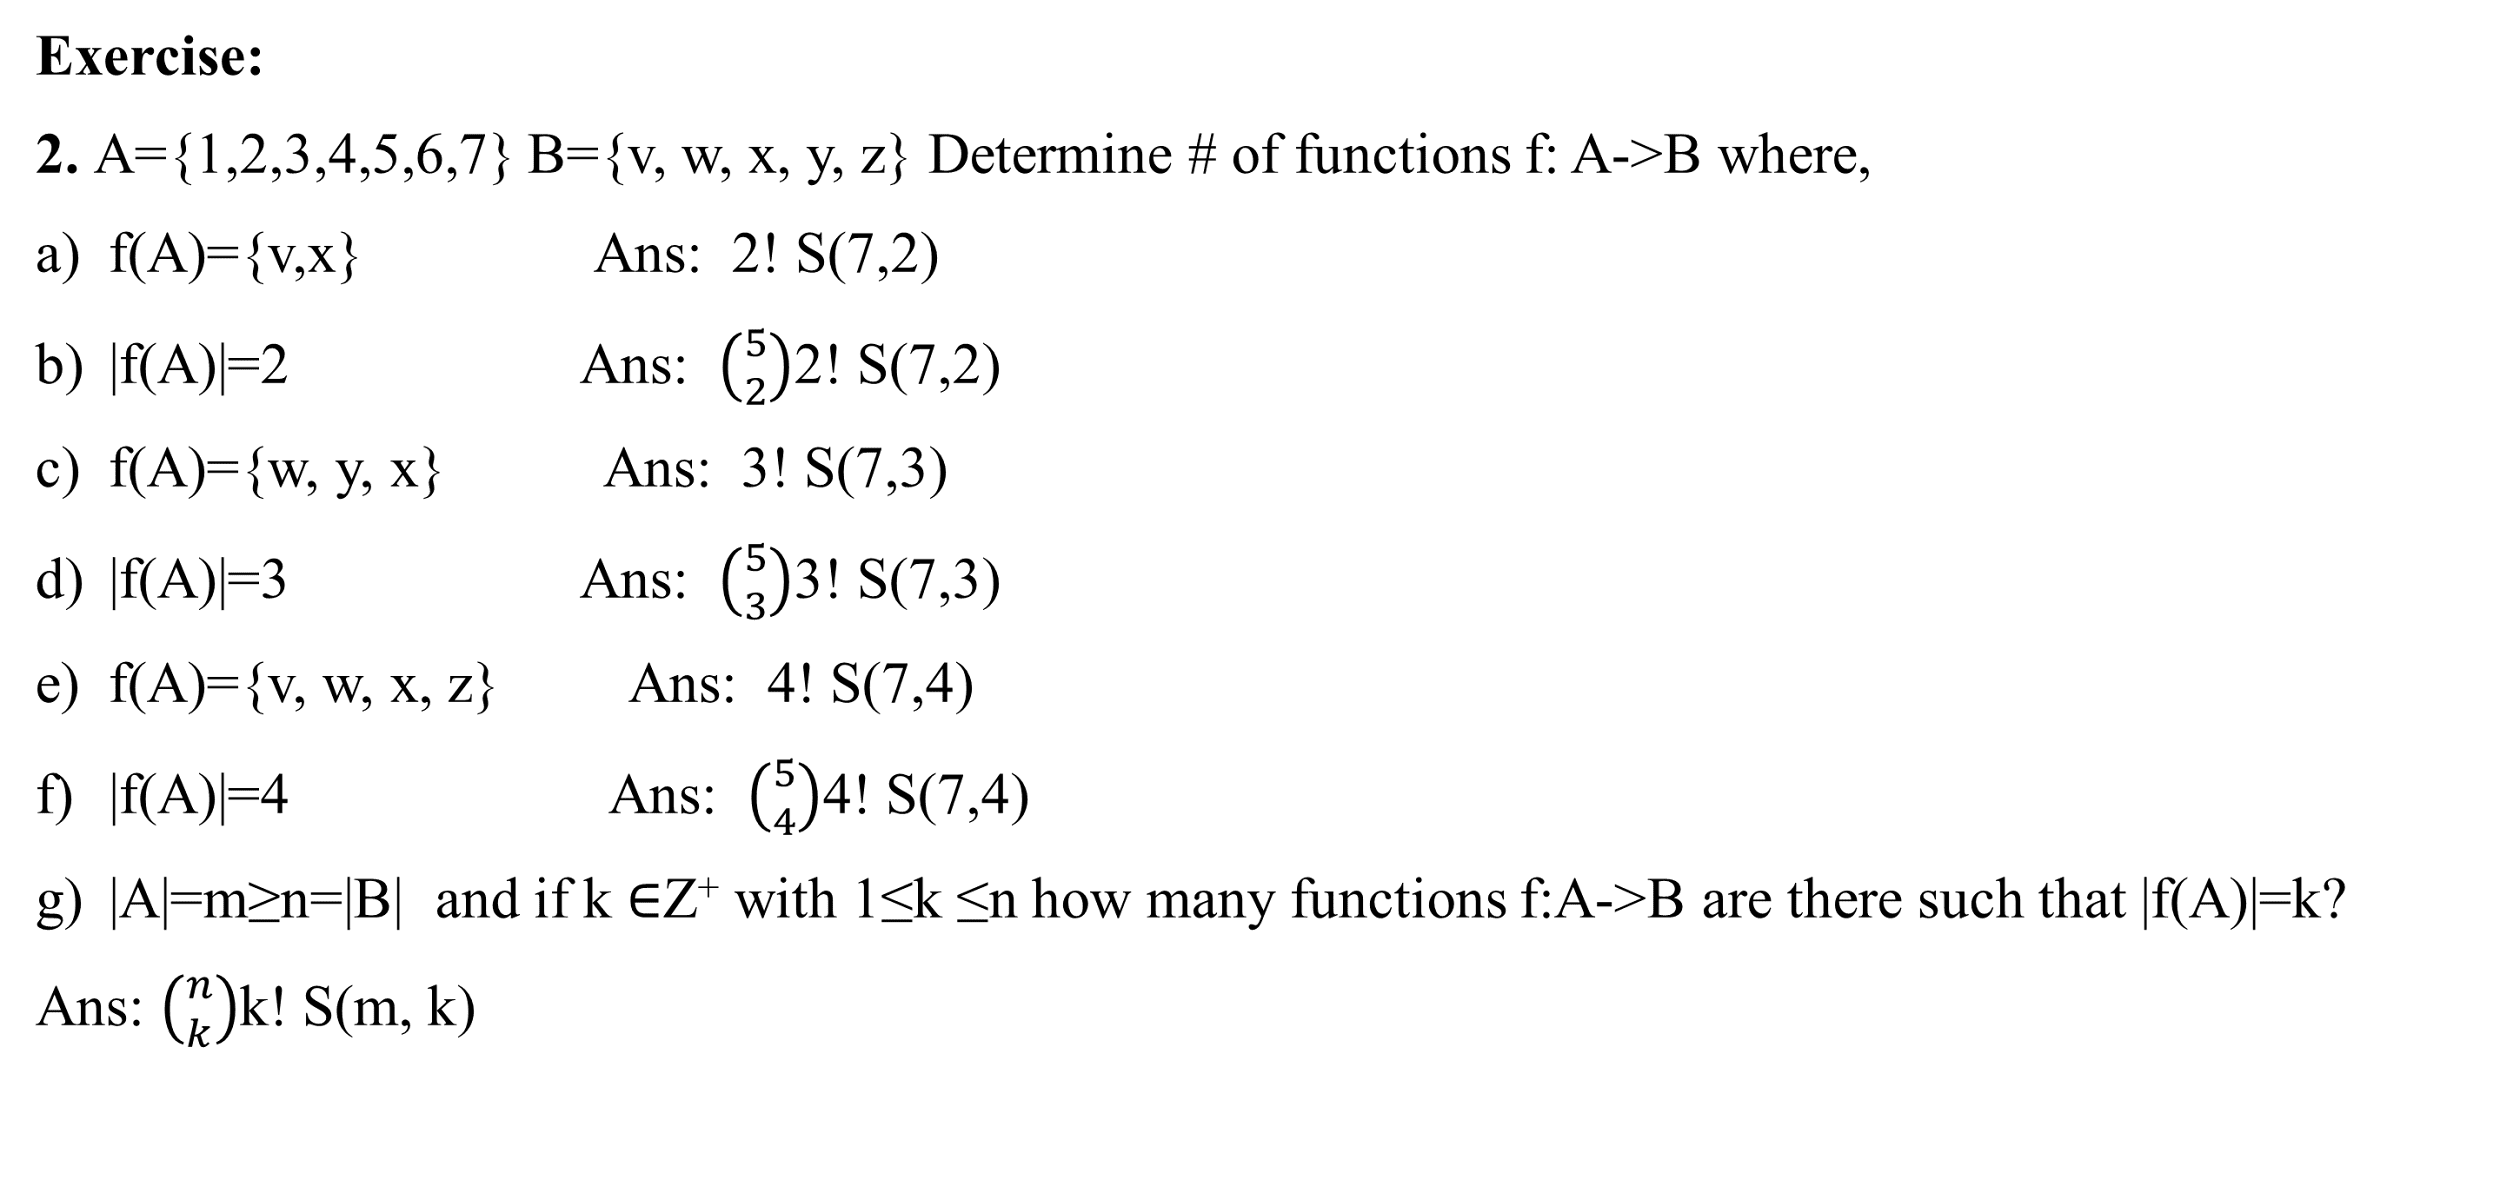 Exercise:
2. A={1,2,3,4,5,6,7} B={v, w, x, y, z} Determine # of functions f: A->B where,
a) f(A)={v,x} Ans: 2! S(7,2)
b) |f(A)|=2 Ans: (5 2)2! S(7,2)
c) f(A)={w, y, x} Ans: 3! S(7,3)
d) |f(A)|=3 Ans: (5 3)3! S(7,3)
e) f(A)={v, w, x, z} Ans: 4! S(7,4)
f) |f(A)|=4 Ans: (5 4)4! S(7,4)
g) |A|=m≥n=|B| and if k ∈Z⁺ with 1≤k ≤n how many functions f:A->B are there such that |f(A)|=k?
Ans: (n k)k! S(m, k)